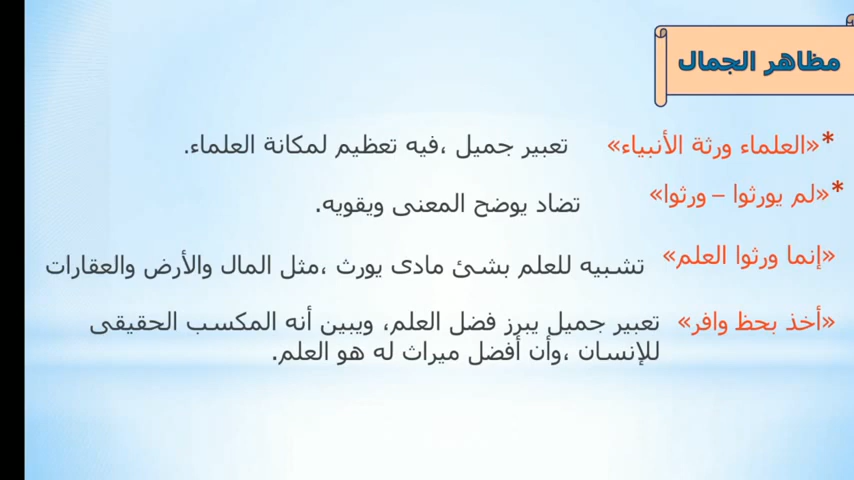 مظاهر الجمال
*«العلماء ورثة الأنبياء» تعبير جميل ،فيه تعظيم لمكانة العلماء.
*«لم يورثوا – ورثوا» تضاد يوضح المعنى ويقويه.
«إنما ورثوا العلم» تشبيه للعلم بشئ مادى يورث ،مثل المال والأرض والعقارات
«أخذ بحظ وافر» تعبير جميل يبرز فضل العلم، ويبين أنه المكسب الحقيقى
للإنسان ،وأن أفضل ميراث له هو العلم.